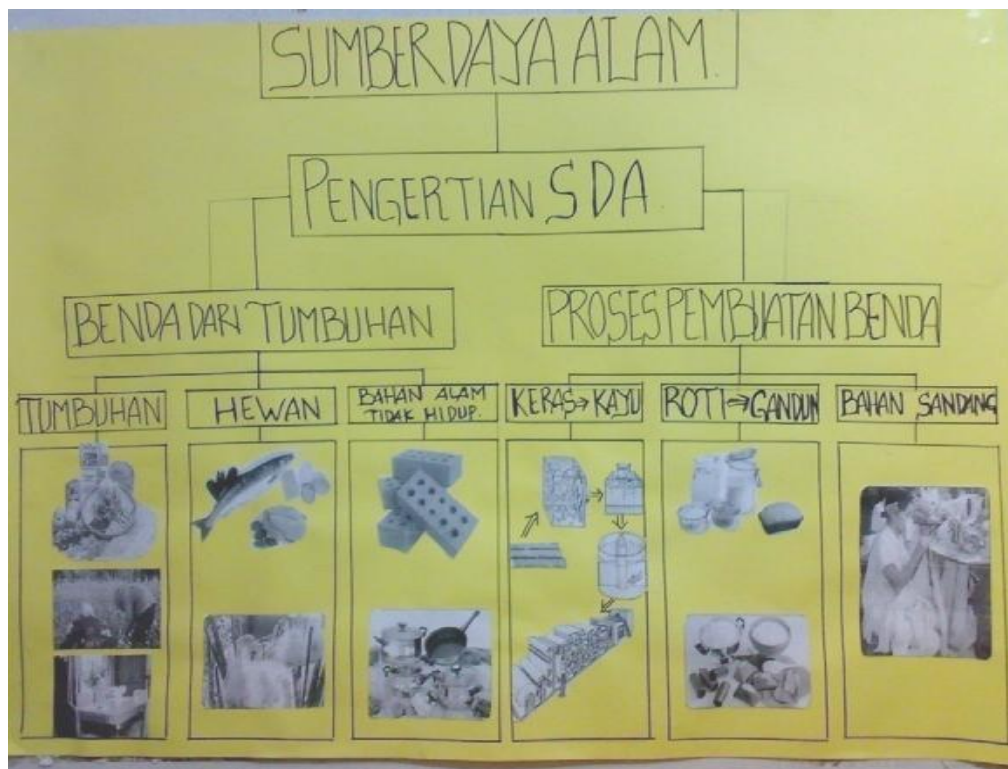 SUMBER DAYA ALAM.
PENGERTIAN SDA.
BENDA DARI TUMBUHAN
PROSES PEMBUATAN BENDA
TUMBUHAN
HEWAN
BAHAN ALAM
TIDAK HIDUP.
KERAS→KAYU
ROTI→GANDUM
BAHAN SANDANG